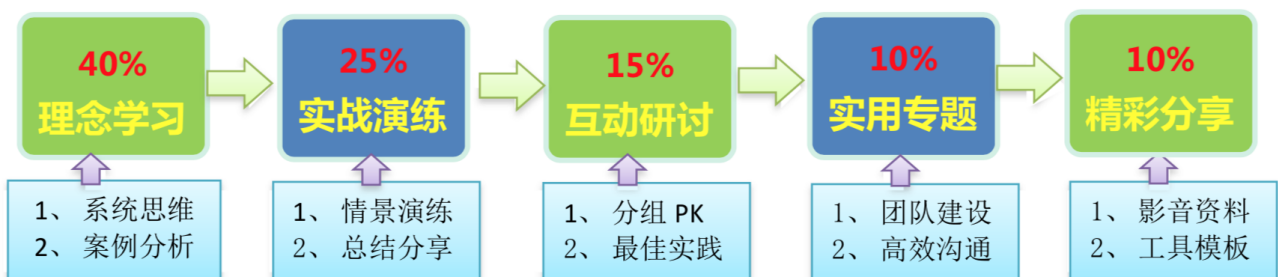 40%
理念学习
25%
实战演练
15%
互动研讨
10%
实用专题
10%
精彩分享
1、 系统思维
2、 案例分析
1、 情景演练
2、 总结分享
1、 分组 PK
2、 最佳实践
1、 团队建设
2、 高效沟通
1、 影音资料
2、 工具模板